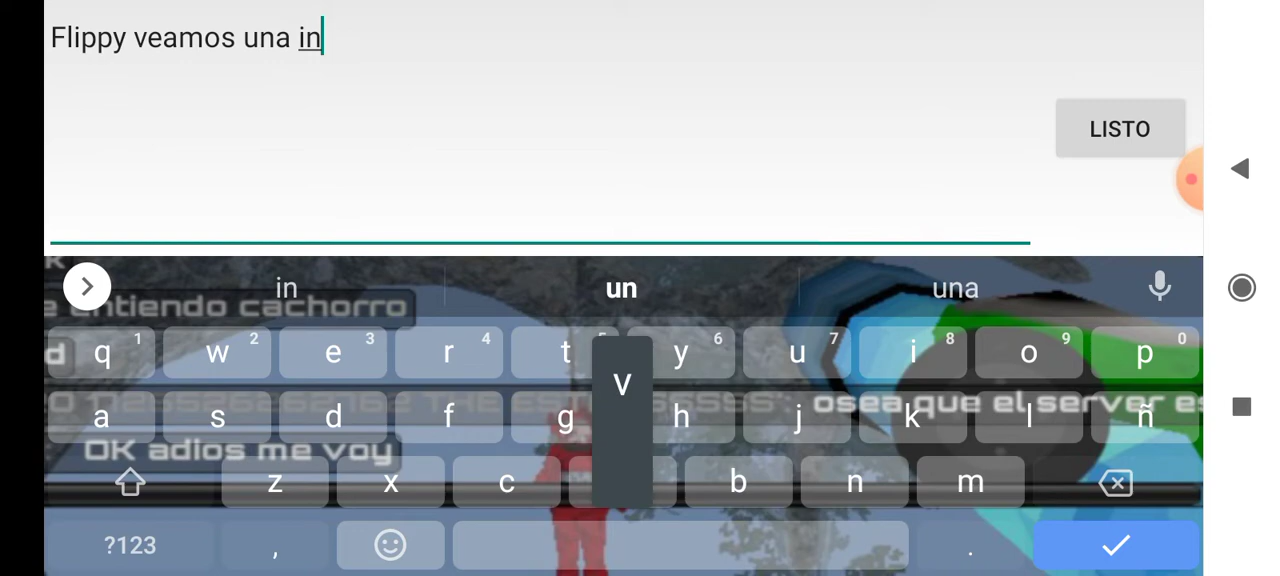 Flippy veamos una in
LISTO
in un una
e entiendo cachorro
q 1 w 2 e 3 r 4 t 5 y 6 u 7 i 8 o 9 p 0
d
osea que el server es
a s d f g h j k l ñ
OK adios me voy
V
z x c b n m
?123 , .